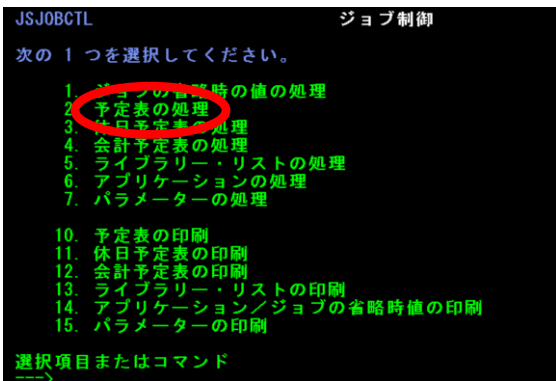 JSJOBCTL ジョブ制御
次の 1 つを選択してください。
1. ジョブの省略時の値の処理
2. 予定表の処理
3. 休日予定表の処理
4. 会計予定表の処理
5. ライブラリー・リストの処理
6. アプリケーションの処理
7. パラメーターの処理
10. 予定表の印刷
11. 休日予定表の印刷
12. 会計予定表の印刷
13. ライブラリー・リストの印刷
14. アプリケーション／ジョブの省略時値の印刷
15. パラメーターの印刷
選択項目またはコマンド
===>